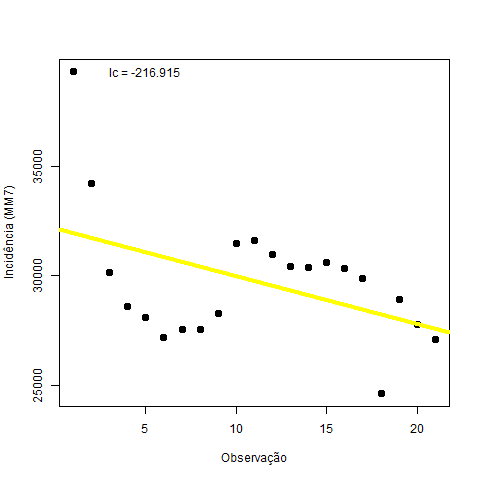 Ic = -216.915
Incidência (MM7)
35000
30000
25000
5
10
15
20
Observação